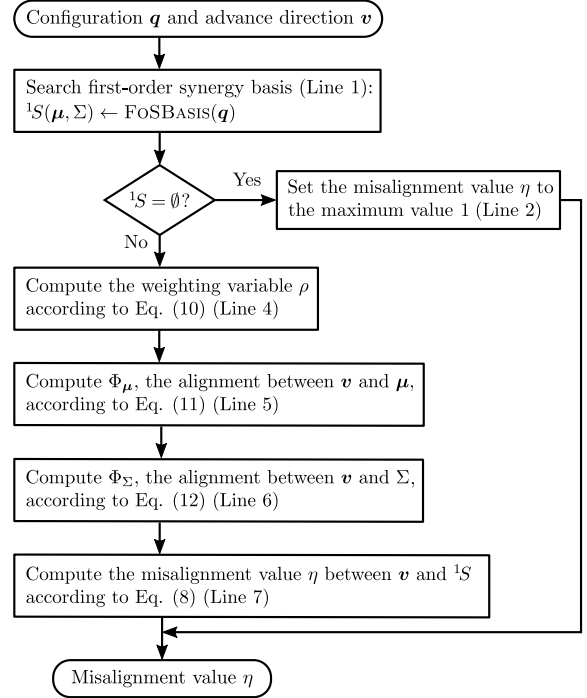 Configuration q and advance direction v
Search first-order synergy basis (Line 1):
¹S(μ, Σ) ← FoSBasis(q)
¹S = ∅?
Yes
Set the misalignment value η to
the maximum value 1 (Line 2)
No
Compute the weighting variable ρ
according to Eq. (10) (Line 4)
Compute Φμ, the alignment between v and μ,
according to Eq. (11) (Line 5)
Compute ΦΣ, the alignment between v and Σ,
according to Eq. (12) (Line 6)
Compute the misalignment value η between v and ¹S
according to Eq. (8) (Line 7)
Misalignment value η